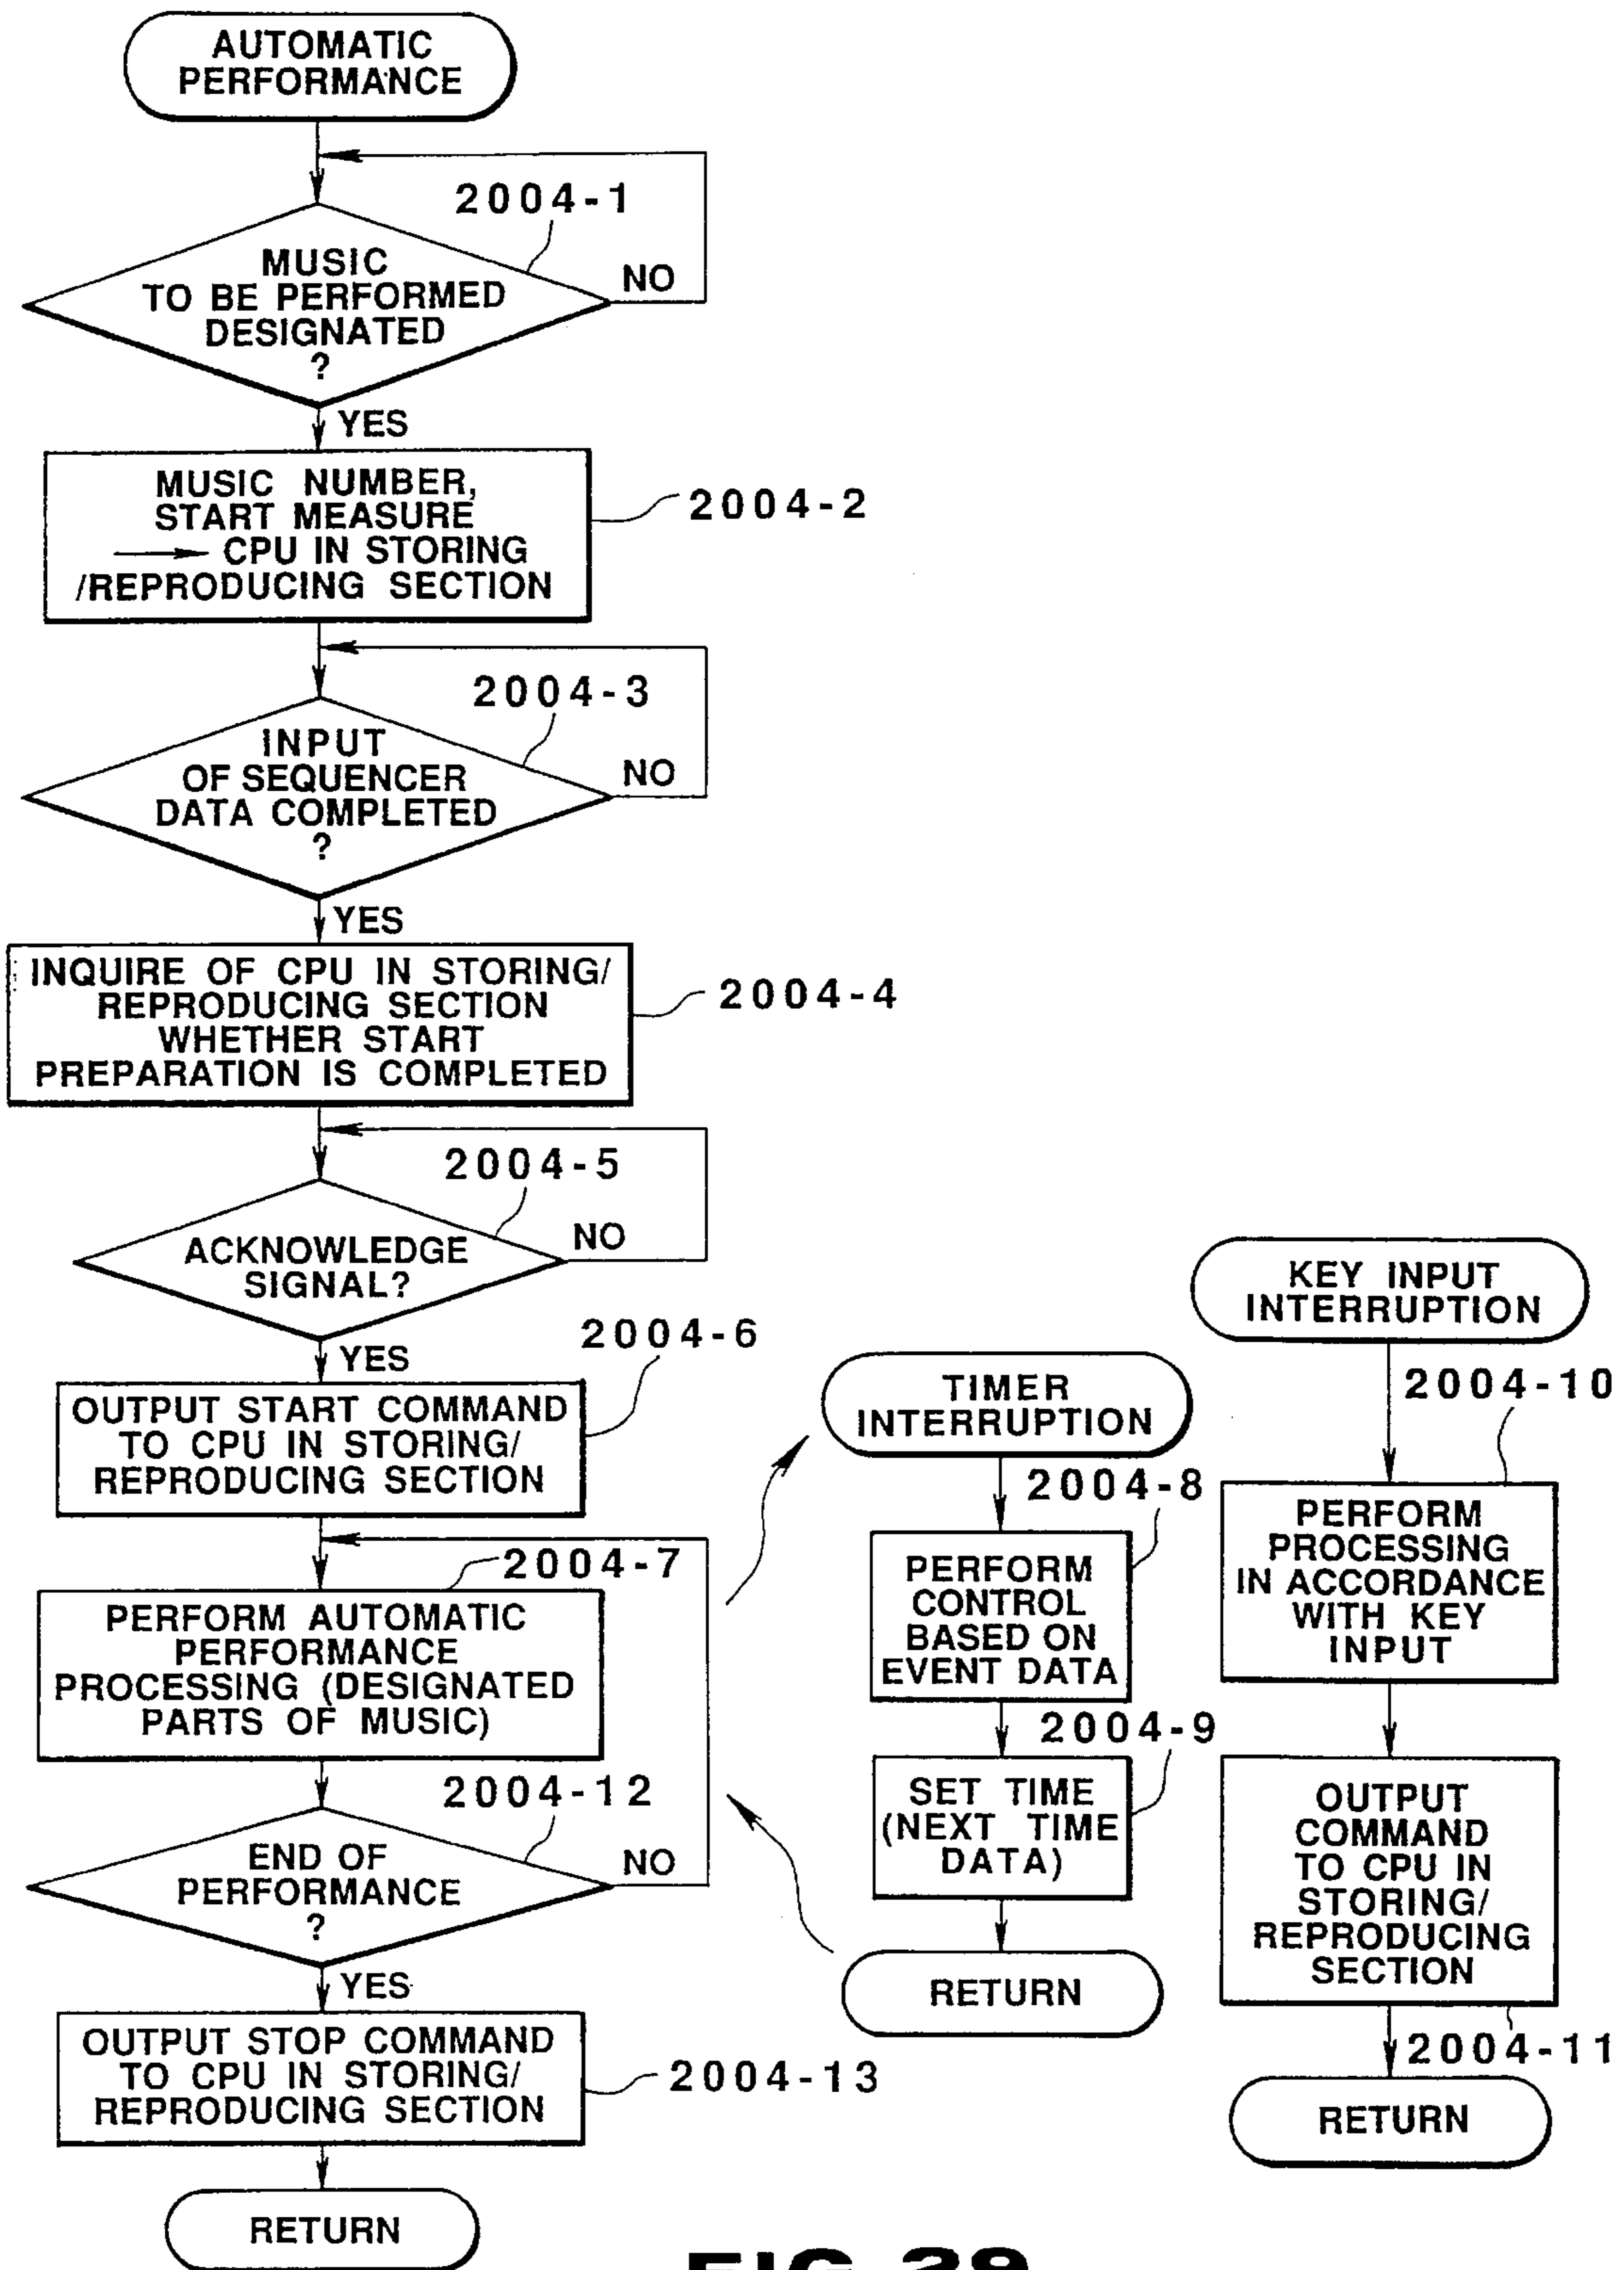 AUTOMATIC
PERFORMANCE
2004-1
MUSIC
TO BE PERFORMED
DESIGNATED
?
NO
YES
MUSIC NUMBER,
START MEASURE
CPU IN STORING
/REPRODUCING SECTION
2004-2
2004-3
INPUT
OF SEQUENCER
DATA COMPLETED
?
NO
YES
INQUIRE OF CPU IN STORING/
REPRODUCING SECTION
WHETHER START
PREPARATION IS COMPLETED
2004-4
2004-5
ACKNOWLEDGE
SIGNAL?
NO
YES
2004-6
OUTPUT START COMMAND
TO CPU IN STORING/
REPRODUCING SECTION
2004-7
PERFORM AUTOMATIC
PERFORMANCE
PROCESSING (DESIGNATED
PARTS OF MUSIC)
2004-12
END OF
PERFORMANCE
?
NO
YES
OUTPUT STOP COMMAND
TO CPU IN STORING/
REPRODUCING SECTION
2004-13
RETURN
TIMER
INTERRUPTION
2004-8
PERFORM
CONTROL
BASED ON
EVENT DATA
2004-9
SET TIME
(NEXT TIME
DATA)
RETURN
KEY INPUT
INTERRUPTION
2004-10
PERFORM
PROCESSING
IN ACCORDANCE
WITH KEY
INPUT
OUTPUT
COMMAND
TO CPU IN
STORING/
REPRODUCING
SECTION
2004-11
RETURN